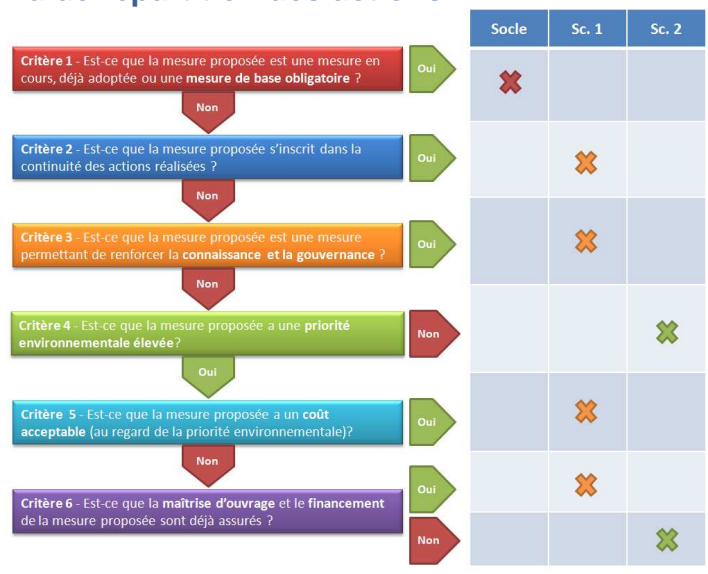 Socle Sc. 1 Sc. 2
Critère 1 - Est-ce que la mesure proposée est une mesure en
cours, déjà adoptée ou une mesure de base obligatoire ?
Oui
Non
Critère 2 - Est-ce que la mesure proposée s'inscrit dans la
continuité des actions réalisées ?
Oui
Non
Critère 3 - Est-ce que la mesure proposée est une mesure
permettant de renforcer la connaissance et la gouvernance ?
Oui
Non
Critère 4 - Est-ce que la mesure proposée a une priorité
environnementale élevée?
Non
Oui
Critère 5 - Est-ce que la mesure proposée a un coût
acceptable (au regard de la priorité environnementale)?
Oui
Non
Critère 6 - Est-ce que la maîtrise d'ouvrage et le financement
de la mesure proposée sont déjà assurés ?
Oui
Non